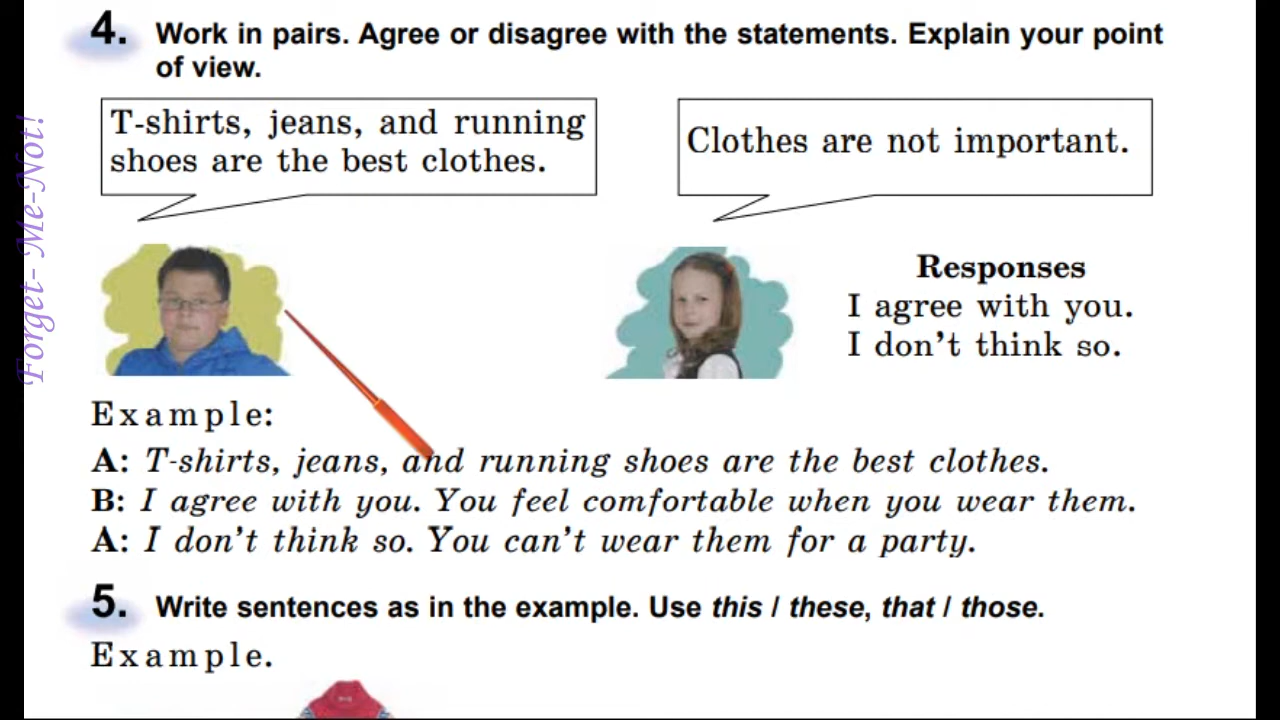 4. Work in pairs. Agree or disagree with the statements. Explain your point
of view.
T-shirts, jeans, and running
shoes are the best clothes.
Clothes are not important.
Responses
I agree with you.
I don't think so.
Forget- Me-Not!
Example:
A: T-shirts, jeans, and running shoes are the best clothes.
B: I agree with you. You feel comfortable when you wear them.
A: I don't think so. You can't wear them for a party.
5. Write sentences as in the example. Use this / these, that / those.
Example.